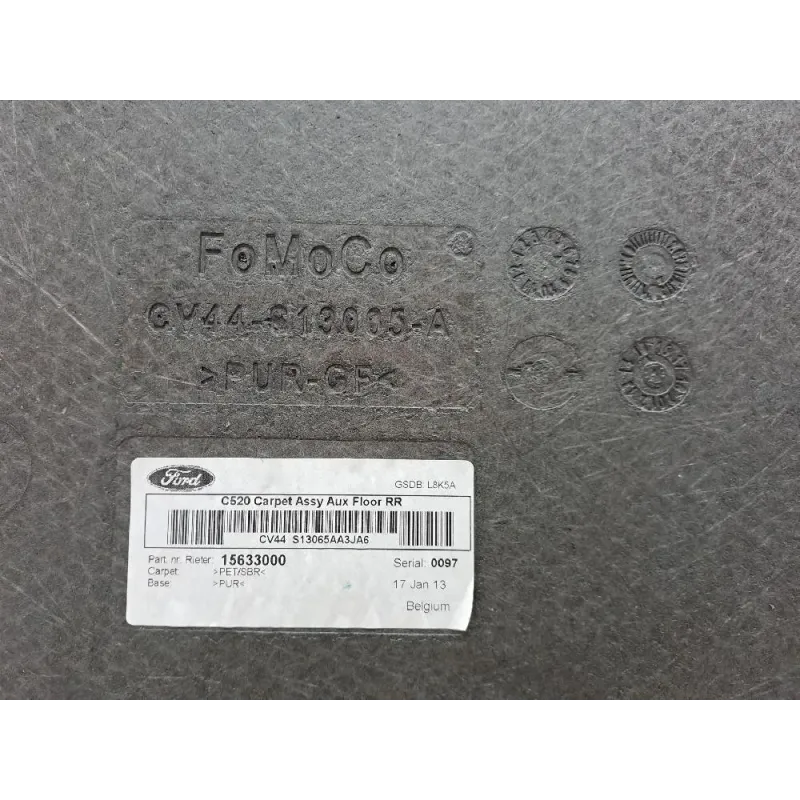 FoMoCo
CV44-S13065-A
>PUR-GF<
Ford
GSDB: L8K5A
C520 Carpet Assy Aux Floor RR
CV44 S13065AA3JA6
Part. nr. Rieter: 15633000
Serial: 0097
Carpet: >PET/SBR<
Base: >PUR<
17 Jan 13
Belgium